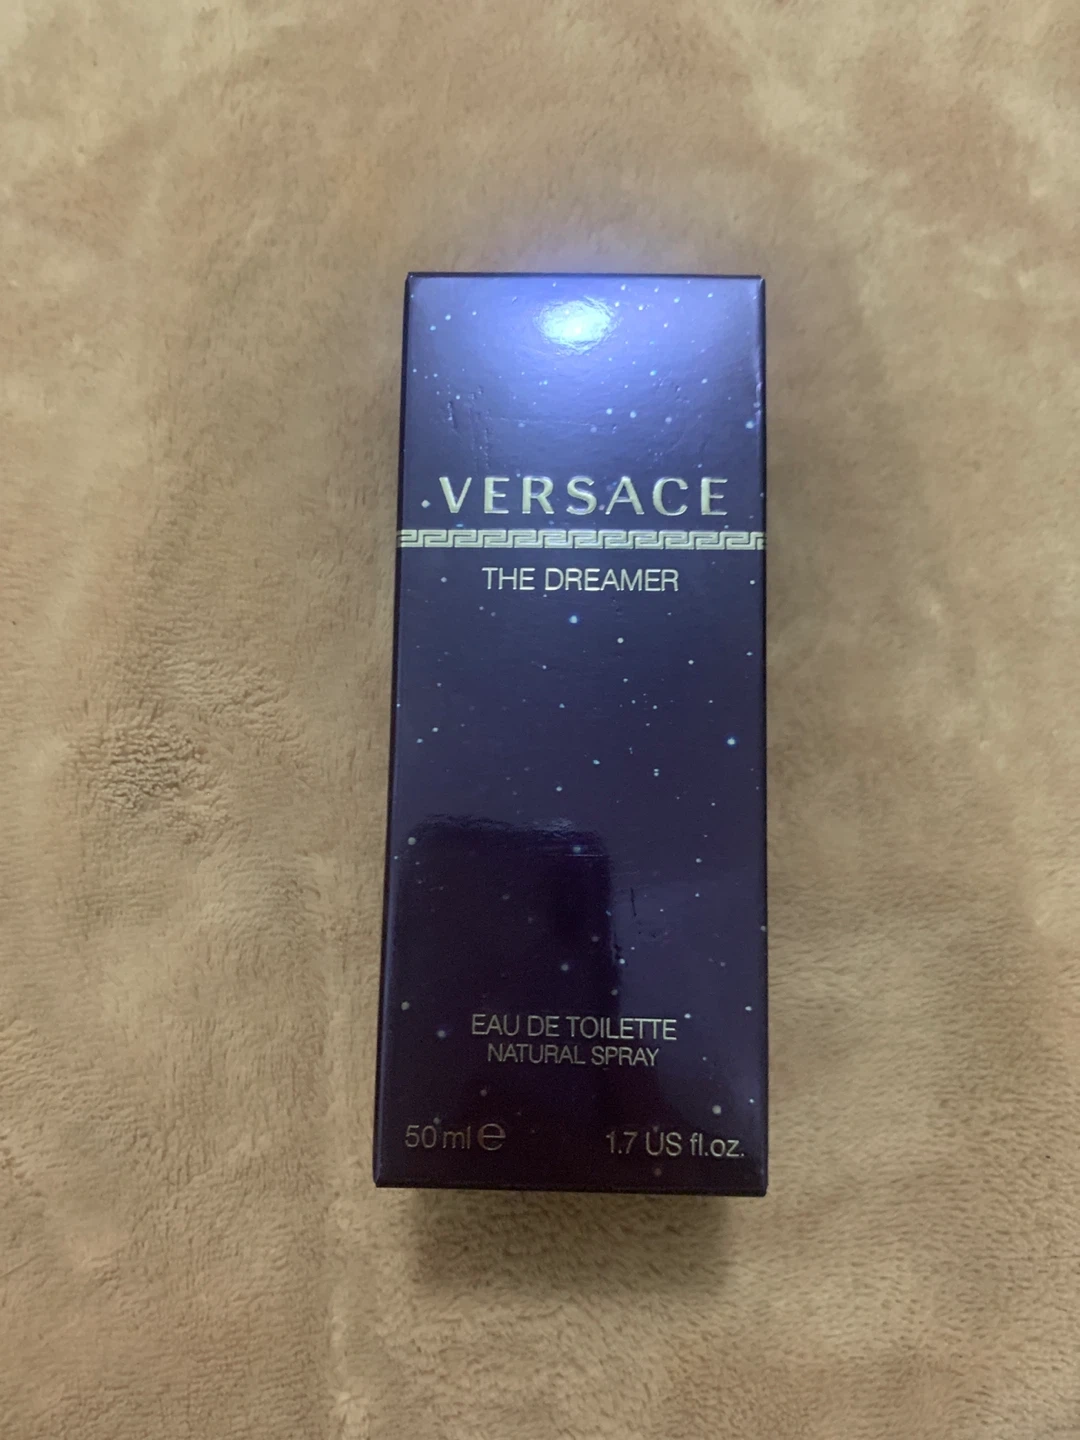 VERSACE
THE DREAMER
EAU DE TOILETTE
NATURAL SPRAY
50 ml ℮ 1.7 US fl.oz.